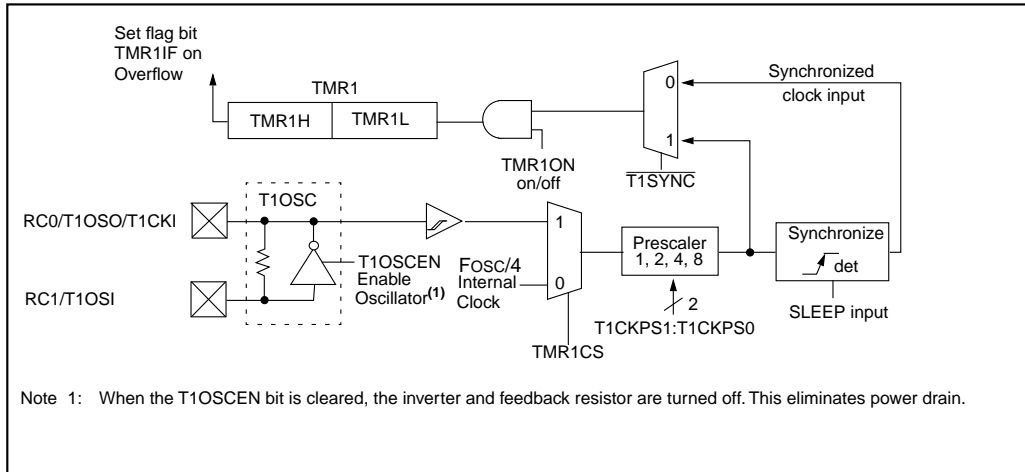 Set flag bit
TMR1IF on
Overflow
TMR1
TMR1H
TMR1L
TMR1ON
on/off
0
1
T1SYNC
Synchronized
clock input
RC0/T1OSO/T1CKI
RC1/T1OSI
T1OSC
T1OSCEN
Enable
Oscillator(1)
FOSC/4
Internal
Clock
1
0
TMR1CS
Prescaler
1, 2, 4, 8
2
T1CKPS1:T1CKPS0
Synchronize
det
SLEEP input
Note 1: When the T1OSCEN bit is cleared, the inverter and feedback resistor are turned off. This eliminates power drain.